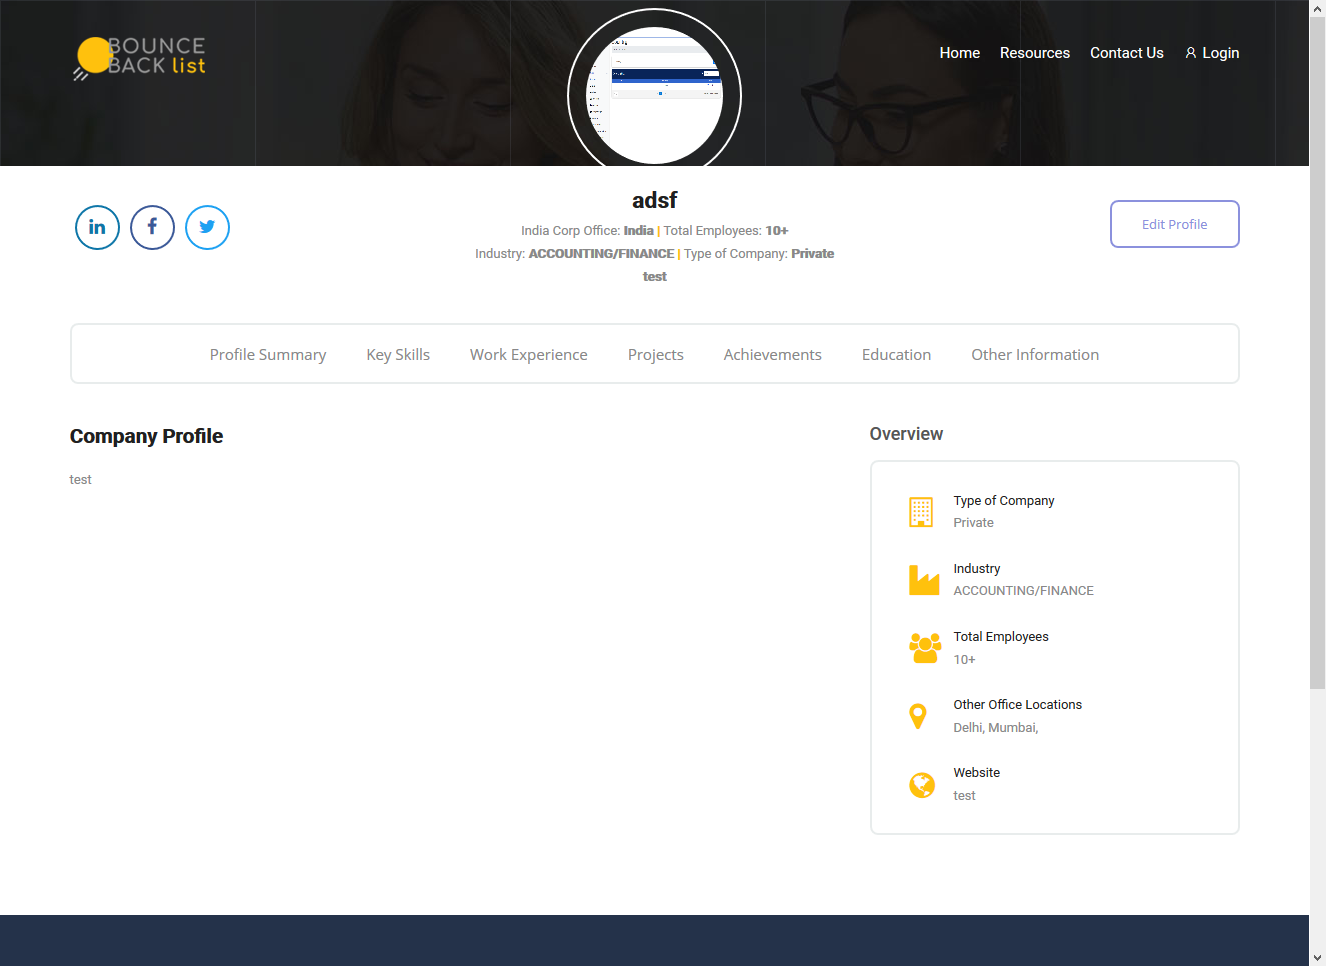 BOUNCE
BACK list
Home Resources Contact Us Login
adsf
India Corp Office: India | Total Employees: 10+
Industry: ACCOUNTING/FINANCE | Type of Company: Private
test
Edit Profile
Profile Summary Key Skills Work Experience Projects Achievements Education Other Information
Company Profile
test
Overview
Type of Company
Private
Industry
ACCOUNTING/FINANCE
Total Employees
10+
Other Office Locations
Delhi, Mumbai,
Website
test